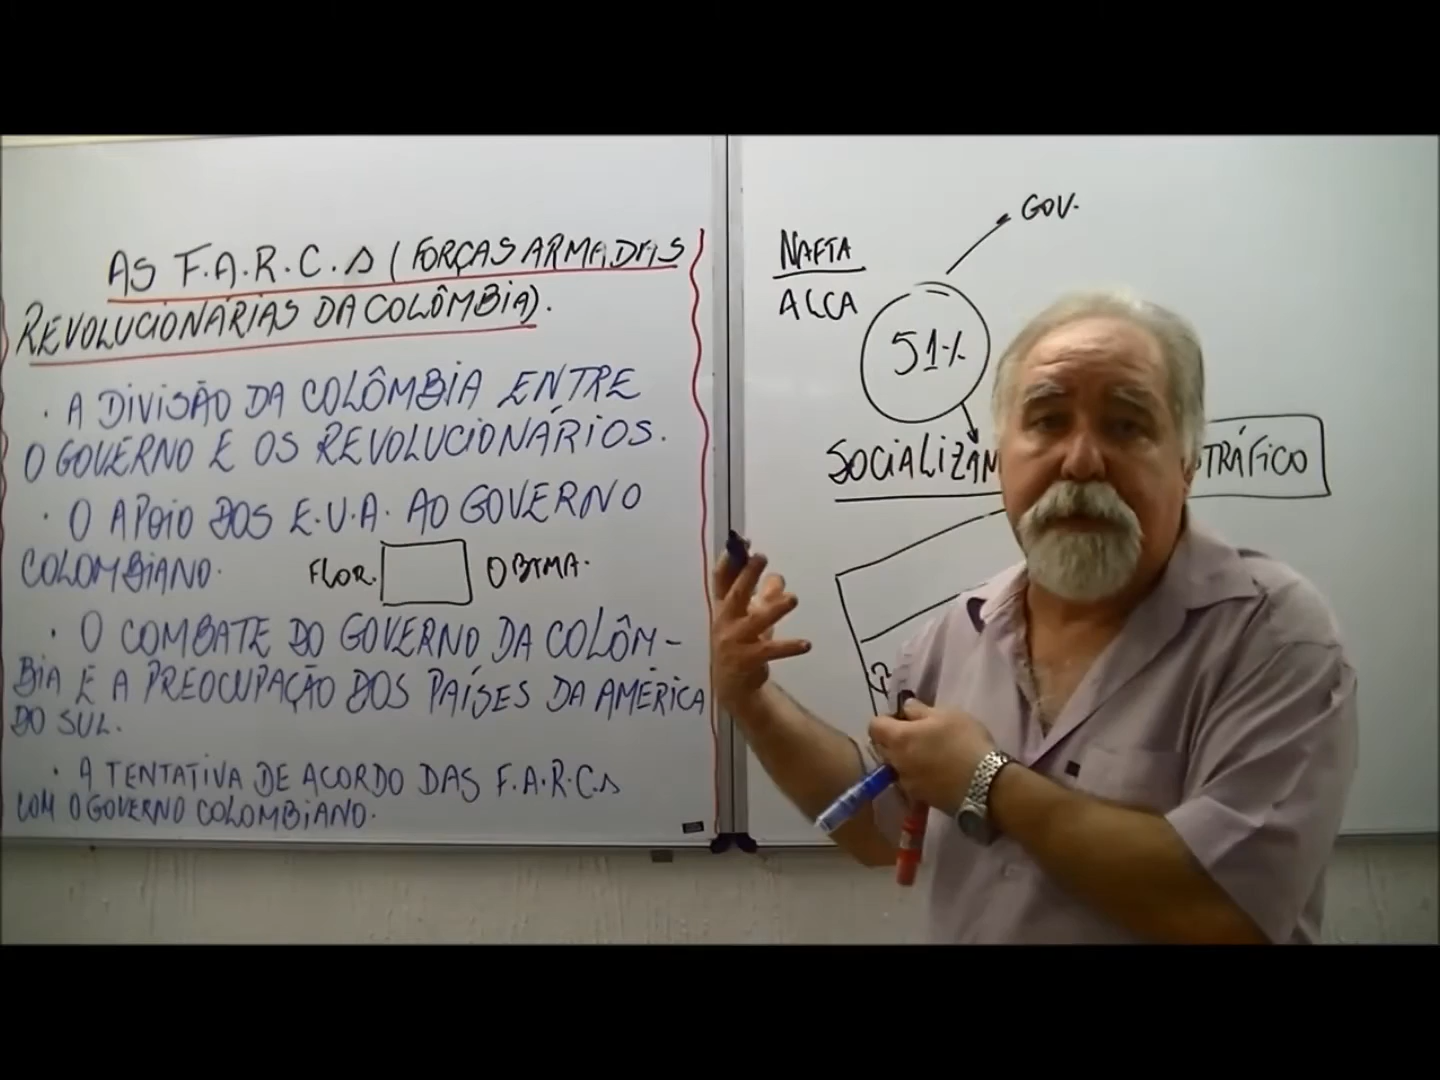 AS F.A.R.C.s (FORÇAS ARMADAS
REVOLUCIONÁRIAS DA COLÔMBIA).
· A DIVISÃO DA COLÔMBIA ENTRE
O GOVERNO E OS REVOLUCIONÁRIOS.
· O APOIO DOS E.U.A. AO GOVERNO
COLOMBIANO.
FLOR. OBAMA.
· O COMBATE DO GOVERNO DA COLÔM-
BIA E A PREOCUPAÇÃO DOS PAÍSES DA AMÉRICA
DO SUL.
· A TENTATIVA DE ACORDO DAS F.A.R.C.s
COM O GOVERNO COLOMBIANO.
GOV.
NAFTA
ALCA
51%
SOCIALIZAN TRÁFICO